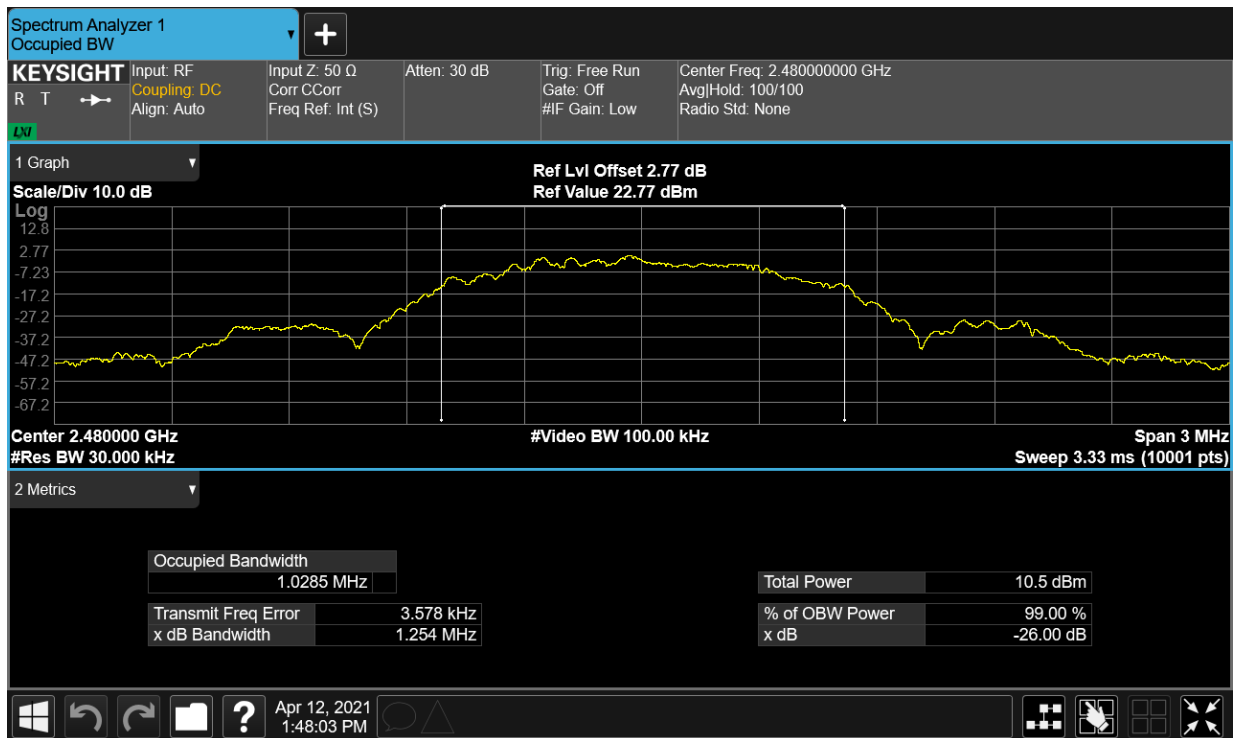 Spectrum Analyzer 1
Occupied BW
▼
+
KEYSIGHT
R T
LXI
Input: RF
Coupling: DC
Align: Auto
Input Z: 50 Ω
Corr CCorr
Freq Ref: Int (S)
Atten: 30 dB
Trig: Free Run
Gate: Off
#IF Gain: Low
Center Freq: 2.480000000 GHz
Avg|Hold: 100/100
Radio Std: None
1 Graph ▼
Scale/Div 10.0 dB
Ref Lvl Offset 2.77 dB
Ref Value 22.77 dBm
Log
12.8
2.77
-7.23
-17.2
-27.2
-37.2
-47.2
-57.2
-67.2
Center 2.480000 GHz
#Video BW 100.00 kHz
Span 3 MHz
#Res BW 30.000 kHz
Sweep 3.33 ms (10001 pts)
2 Metrics ▼
Occupied Bandwidth
1.0285 MHz
Total Power 10.5 dBm
Transmit Freq Error 3.578 kHz
% of OBW Power 99.00 %
x dB Bandwidth 1.254 MHz
x dB -26.00 dB
?
Apr 12, 2021
1:48:03 PM